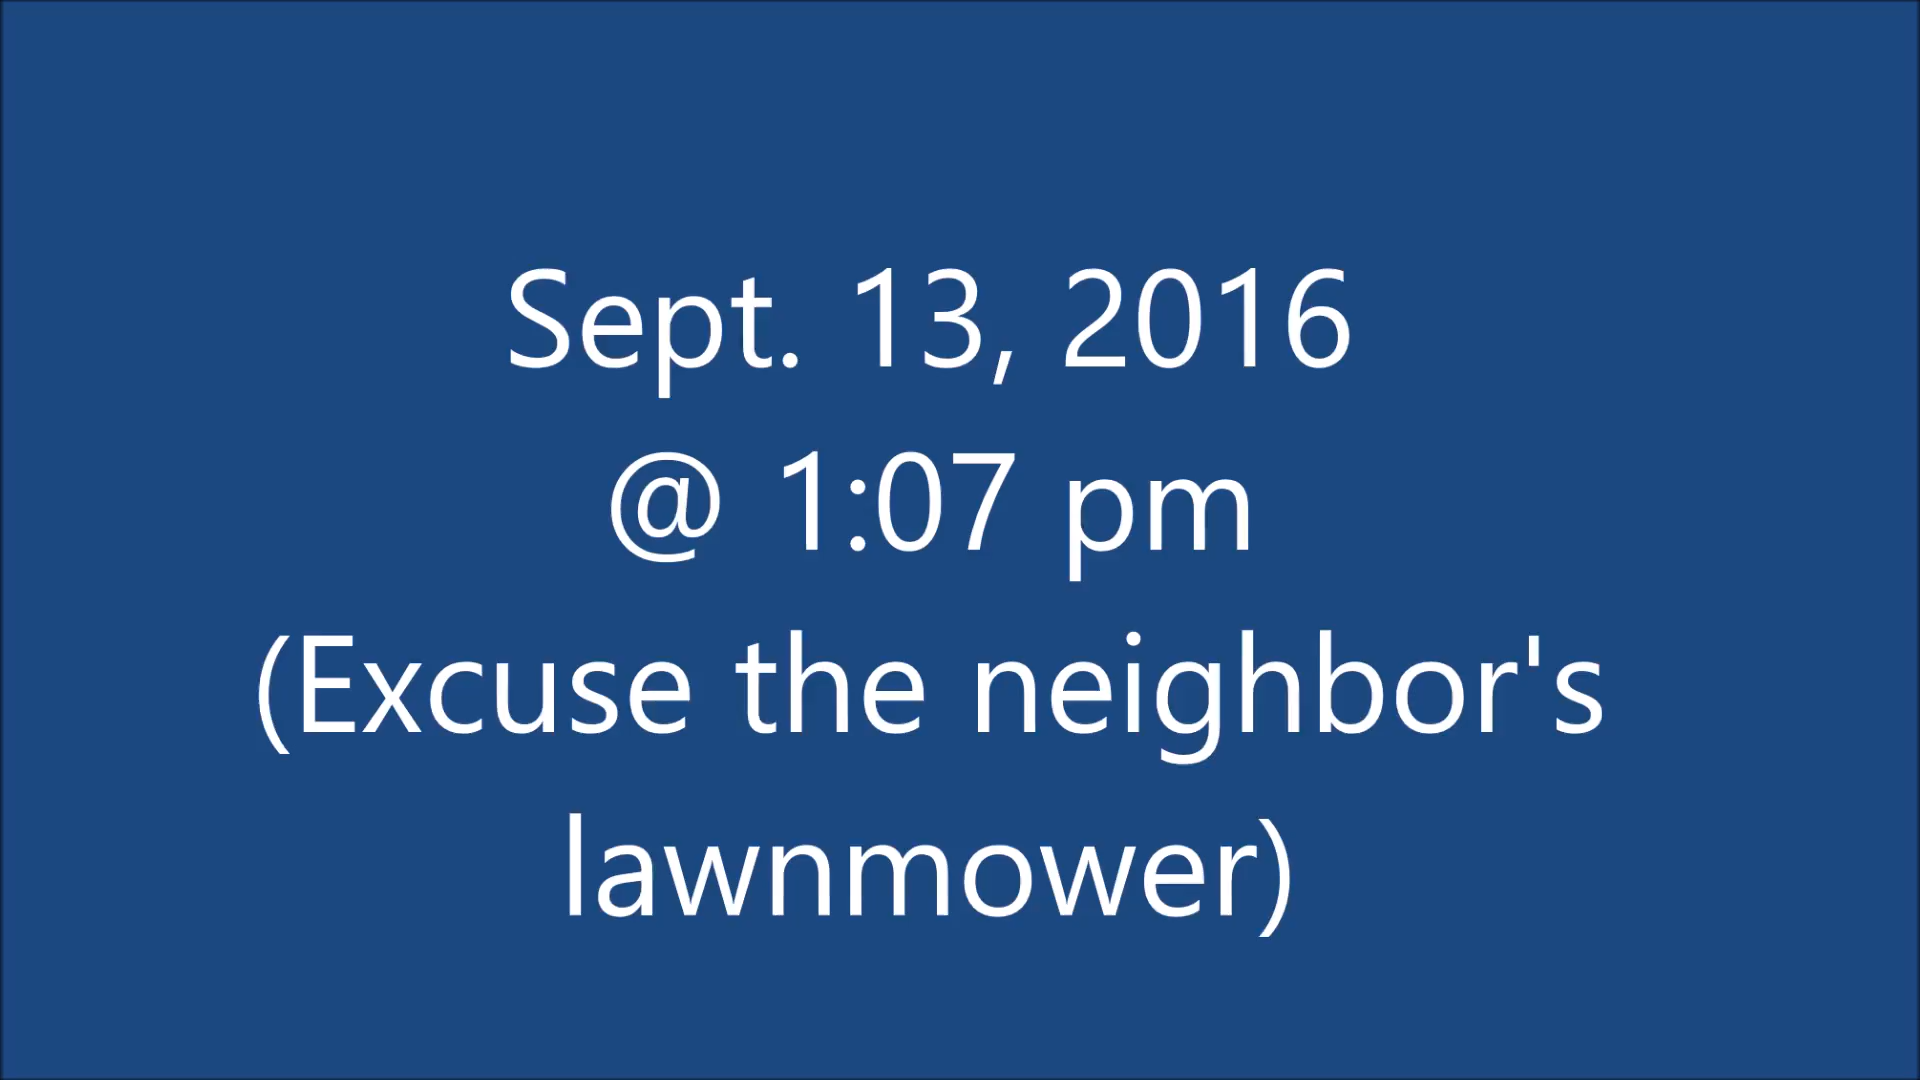 Sept. 13, 2016
@ 1:07 pm
(Excuse the neighbor's
lawnmower)